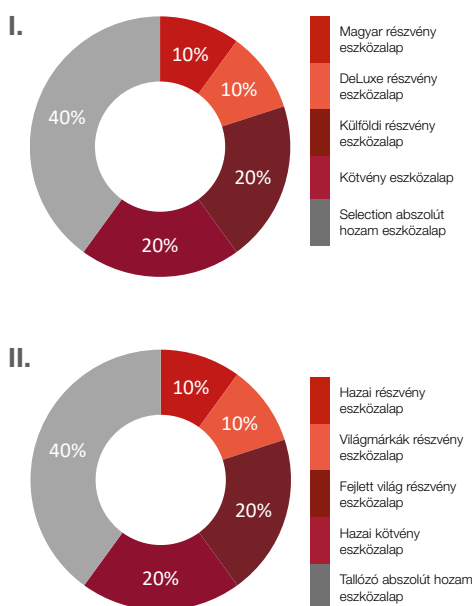 I.
10%
10%
20%
20%
40%
Magyar részvény
eszközalap
DeLuxe részvény
eszközalap
Külföldi részvény
eszközalap
Kötvény eszközalap
Selection abszolút
hozam eszközalap
II.
10%
10%
20%
20%
40%
Hazai részvény
eszközalap
Világmárkák részvény
eszközalap
Fejlett világ részvény
eszközalap
Hazai kötvény
eszközalap
Tallózó abszolút hozam
eszközalap